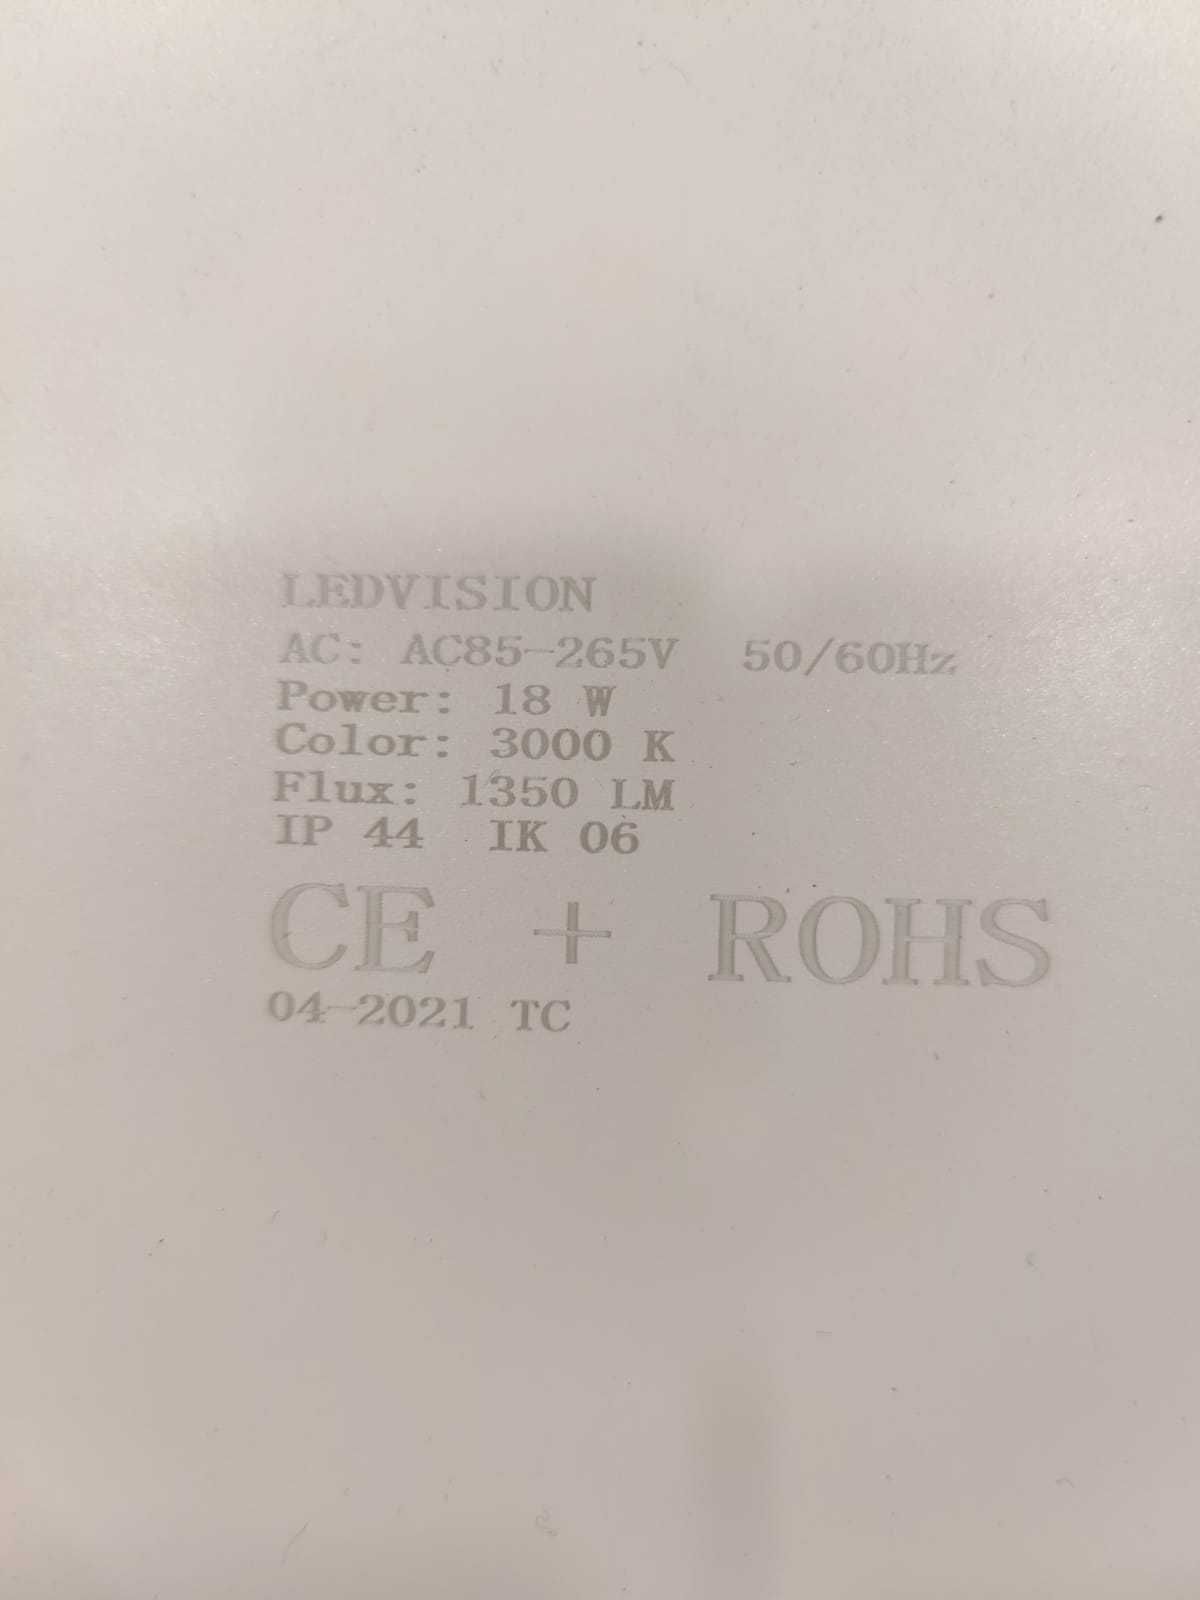 LEDVISION
AC: AC85-265V 50/60Hz
Power: 18 W
Color: 3000 K
Flux: 1350 LM
IP 44 IK 06
CE + ROHS
04-2021 TC